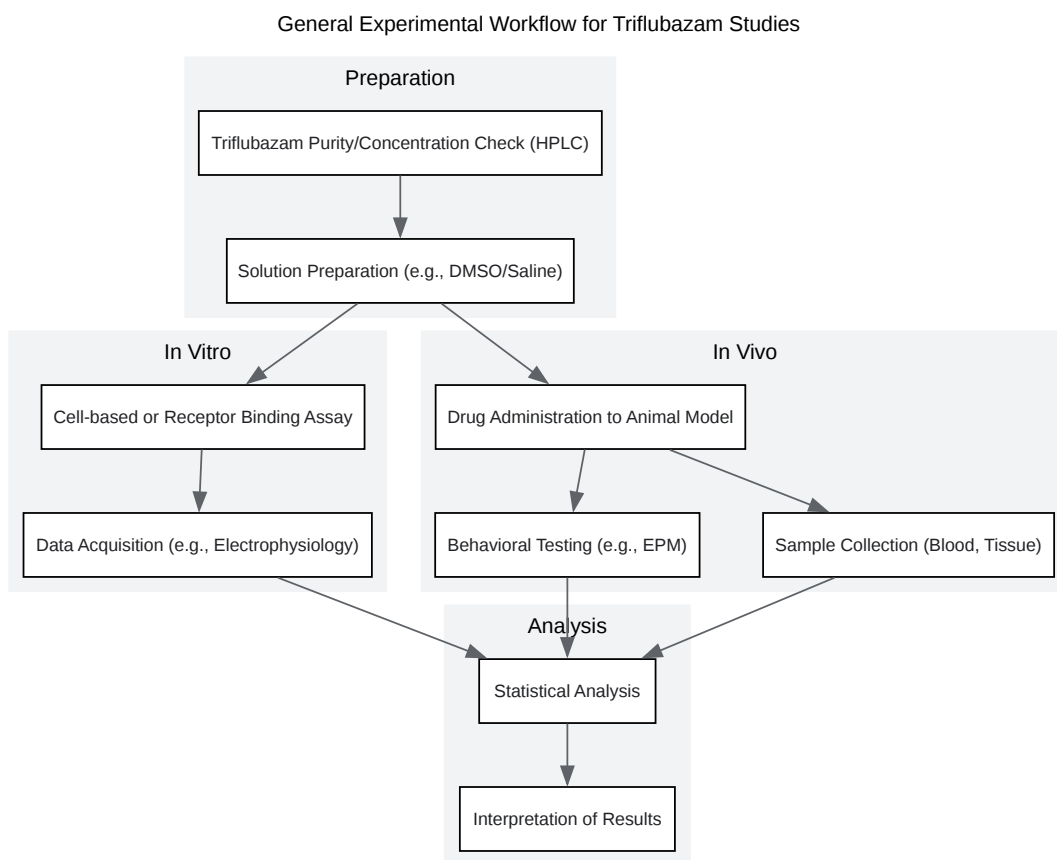 General Experimental Workflow for Triflubazam Studies
Preparation
Triflubazam Purity/Concentration Check (HPLC)
Solution Preparation (e.g., DMSO/Saline)
In Vitro
Cell-based or Receptor Binding Assay
Data Acquisition (e.g., Electrophysiology)
In Vivo
Drug Administration to Animal Model
Behavioral Testing (e.g., EPM)
Sample Collection (Blood, Tissue)
Analysis
Statistical Analysis
Interpretation of Results